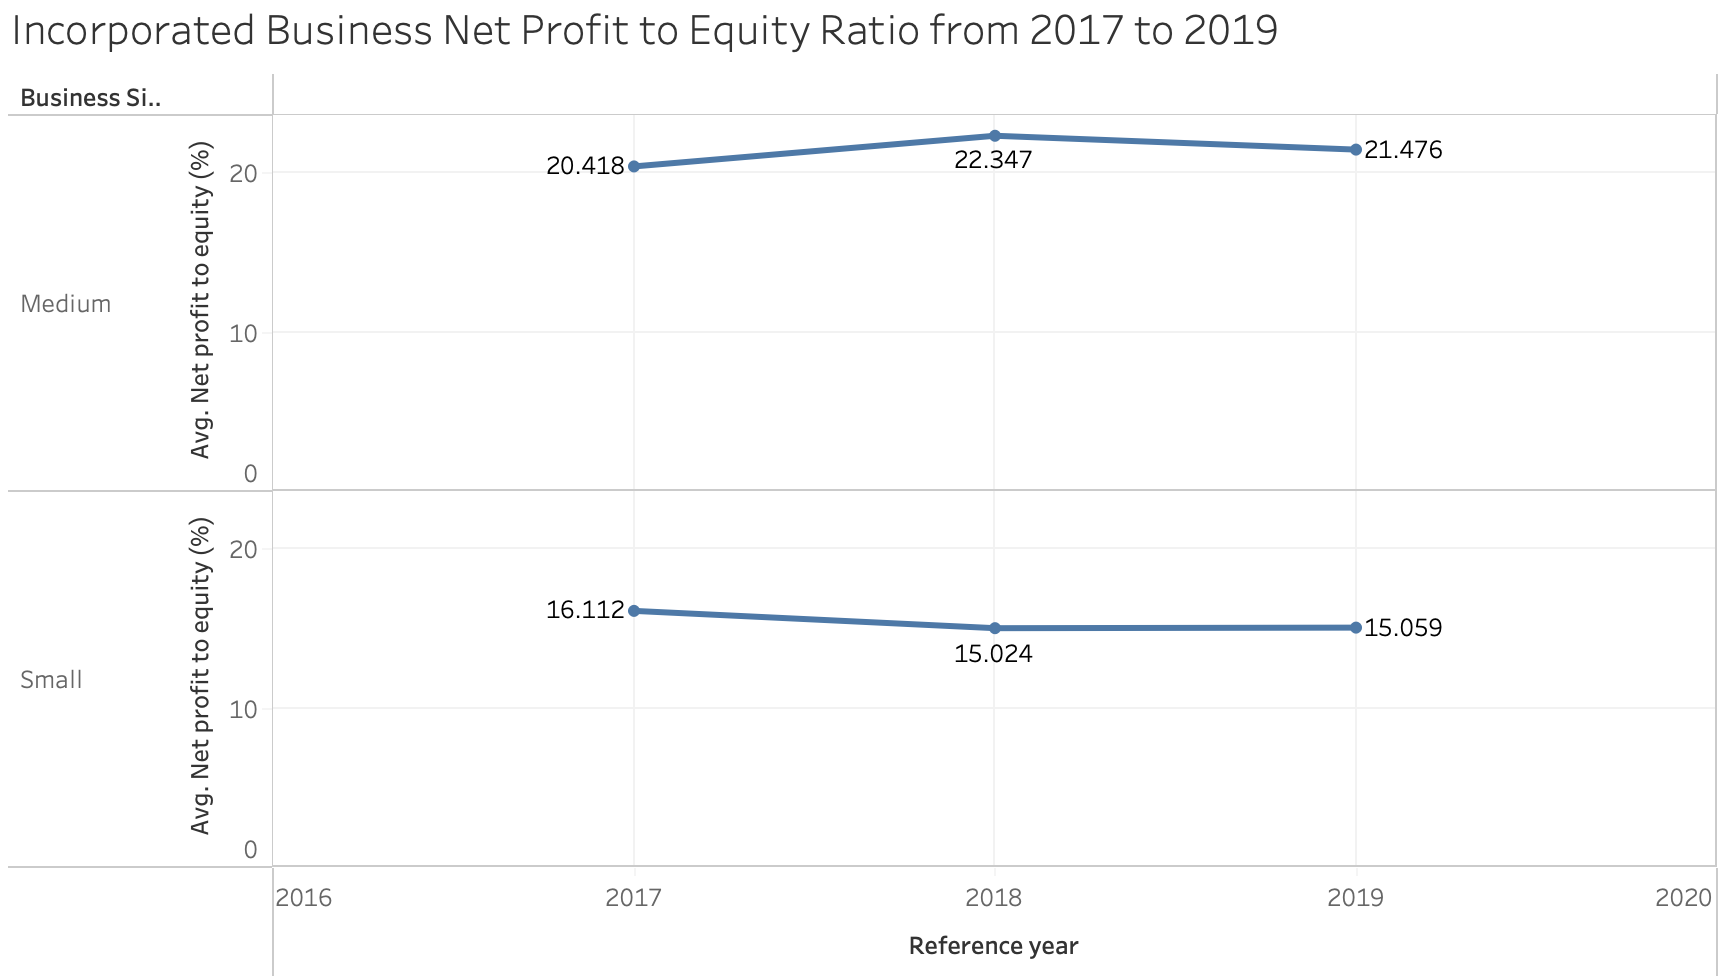 Incorporated Business Net Profit to Equity Ratio from 2017 to 2019
Business Si..
Medium
Avg. Net profit to equity (%)
20
10
0
20.418
22.347
21.476
Small
Avg. Net profit to equity (%)
20
10
0
16.112
15.024
15.059
2016
2017
2018
2019
2020
Reference year